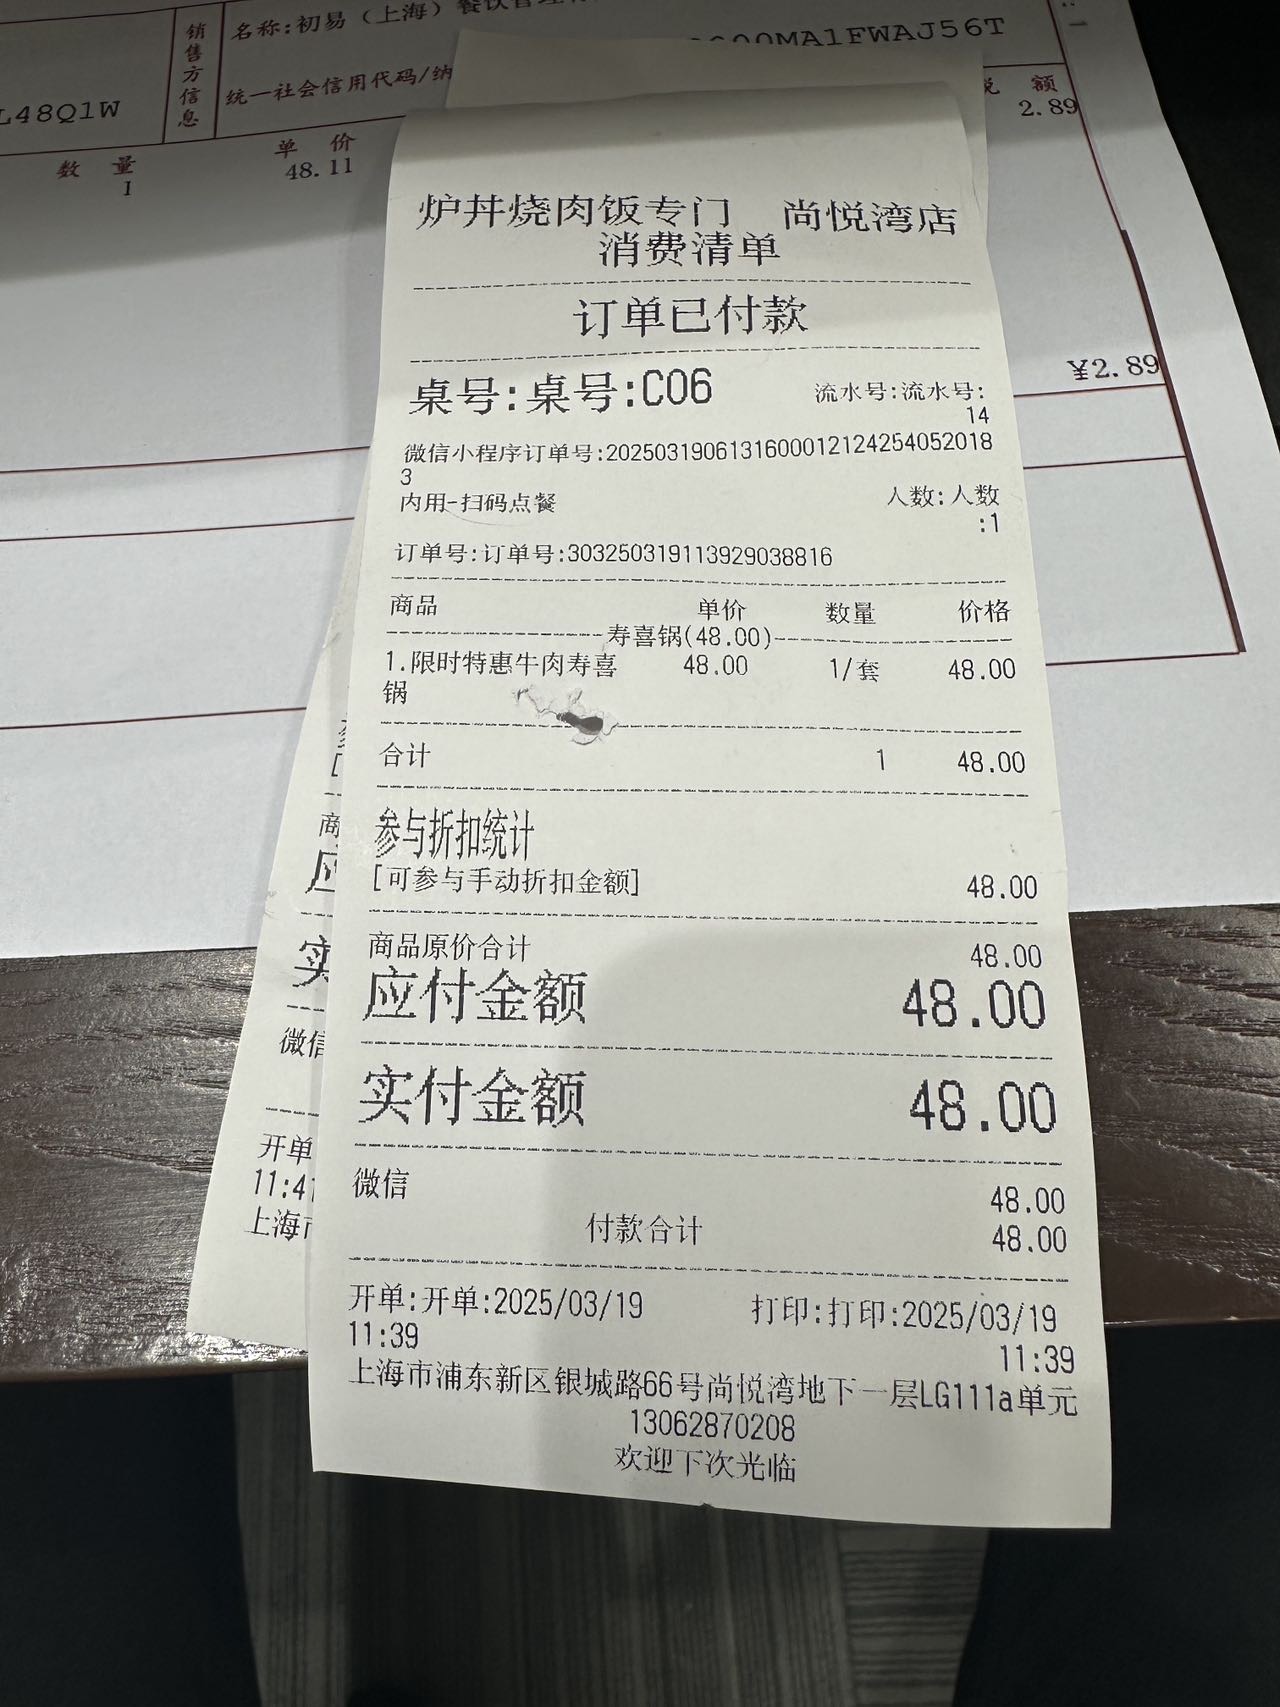 销售方信息
名称:初易（上海）餐饮管理
统一社会信用代码/纳
MA1FWAJ56T
L48Q1W
数 量
1
单 价
48.11
额
2.89
¥2.89
炉丼烧肉饭专门 尚悦湾店
消费清单
订单已付款
桌号:桌号:C06
流水号:流水号:
14
微信小程序订单号:2025031906131600012124254052018
3
内用-扫码点餐
人数:人数
:1
订单号:订单号:303250319113929038816
商品 单价 数量 价格
寿喜锅(48.00)
1.限时特惠牛肉寿喜 48.00 1/套 48.00
锅
合计 1 48.00
参与折扣统计
[可参与手动折扣金额] 48.00
商品原价合计 48.00
应付金额 48.00
实付金额 48.00
微信 48.00
付款合计 48.00
开单:开单:2025/03/19 打印:打印:2025/03/19
11:39 11:39
上海市浦东新区银城路66号尚悦湾地下一层LG111a单元
13062870208
欢迎下次光临
商
应
实
微信
开单
11:41
上海市